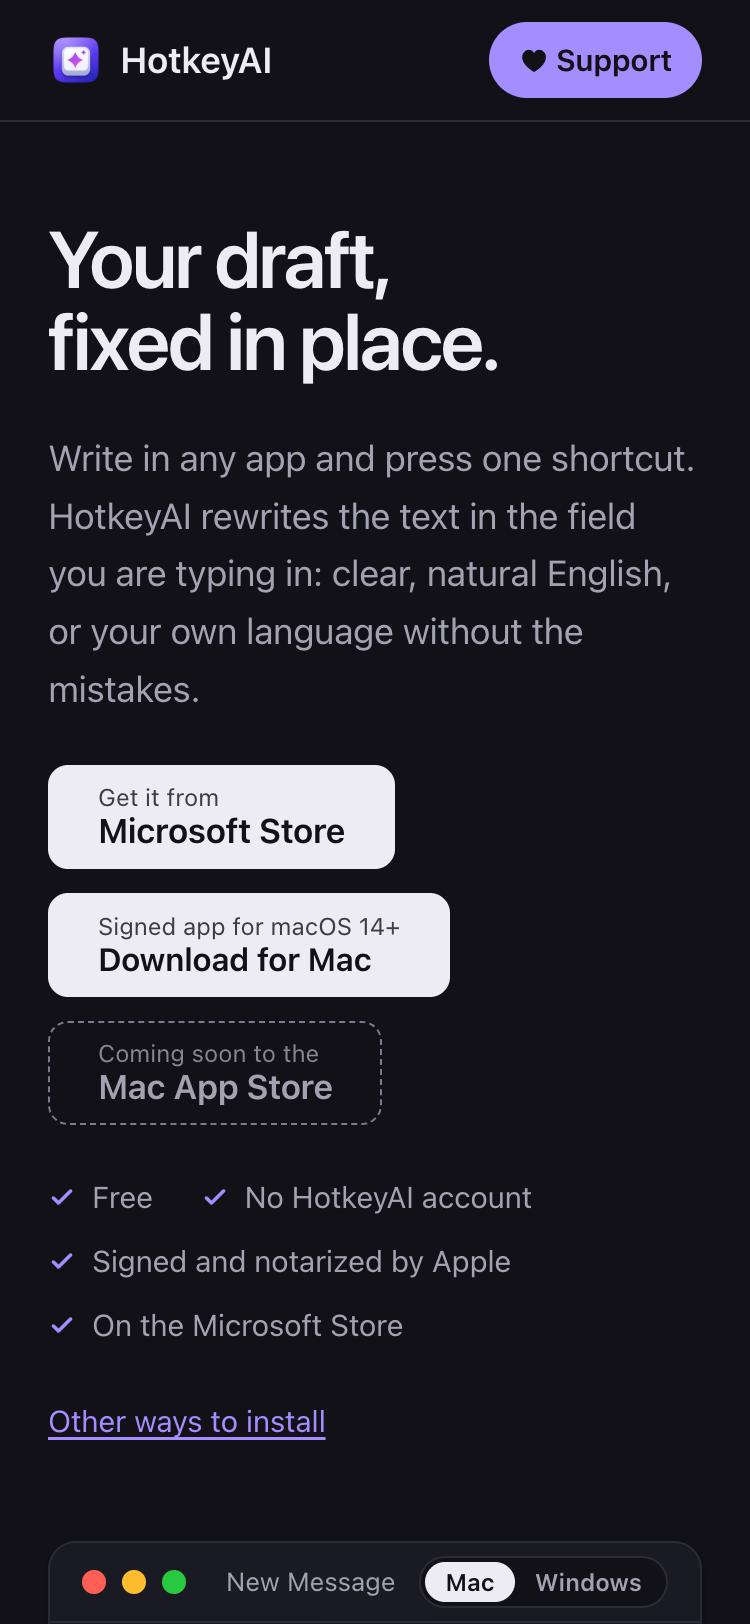 HotkeyAI
Support
Your draft,
fixed in place.
Write in any app and press one shortcut.
HotkeyAI rewrites the text in the field
you are typing in: clear, natural English,
or your own language without the
mistakes.
Get it from
Microsoft Store
Signed app for macOS 14+
Download for Mac
Coming soon to the
Mac App Store
Free
No HotkeyAI account
Signed and notarized by Apple
On the Microsoft Store
Other ways to install
New Message
Mac
Windows